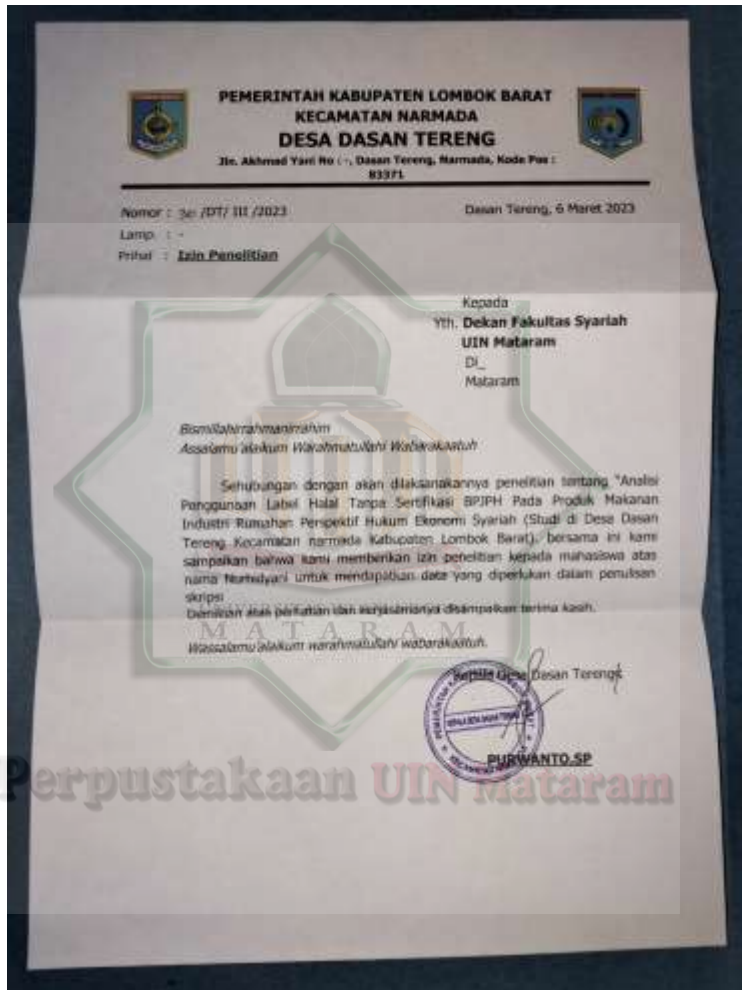 PEMERINTAH KABUPATEN LOMBOK BARAT
KECAMATAN NARMADA
DESA DASAN TERENG
Jln. Akhmad Yani No : -, Dasan Tereng, Narmada, Kode Pos :
83371
Nomor : /DT/ III /2023
Dasan Tereng, 6 Maret 2023
Lamp. : -
Prihal : Izin Penelitian
Kepada
Yth. Dekan Fakultas Syariah
UIN Mataram
Di_
Mataram
Bismillahirrahmanirrahim
Assalamu'alaikum Warahmatullahi Wabarakaatuh
Sehubungan dengan akan dilaksanakannya penelitian tentang "Analisi
Penggunaan Label Halal Tanpa Sertifikasi BPJPH Pada Produk Makanan
Industri Rumahan Perspektif Hukum Ekonomi Syariah (Studi di Desa Dasan
Tereng Kecamatan narmada Kabupaten Lombok Barat), bersama ini kami
sampaikan bahwa kami memberikan izin penelitian kepada mahasiswa atas
nama Nurhidyani untuk mendapatkan data yang diperlukan dalam penulisan
skripsi
Demikian atas perhatian dan kerjasamanya disampaikan terima kasih.
MATARAM
Wassalamu'alaikum warahmatullahi wabarakaatuh.
Kepala Desa Dasan Tereng
KEPALA DESA DASAN TERENG
PURWANTO.SP
Perpustakaan UIN Mataram